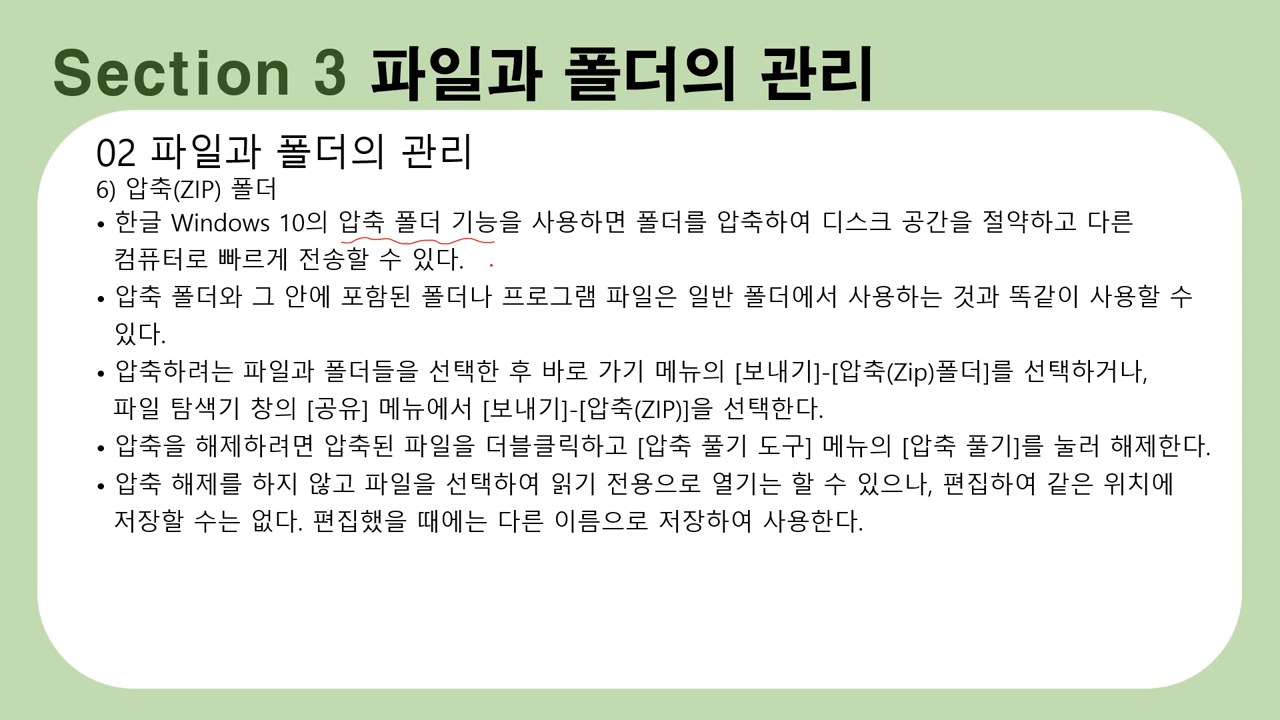 Section 3 파일과 폴더의 관리
02 파일과 폴더의 관리
6) 압축(ZIP) 폴더
• 한글 Windows 10의 압축 폴더 기능을 사용하면 폴더를 압축하여 디스크 공간을 절약하고 다른
컴퓨터로 빠르게 전송할 수 있다.
• 압축 폴더와 그 안에 포함된 폴더나 프로그램 파일은 일반 폴더에서 사용하는 것과 똑같이 사용할 수
있다.
• 압축하려는 파일과 폴더들을 선택한 후 바로 가기 메뉴의 [보내기]-[압축(Zip)폴더]를 선택하거나,
파일 탐색기 창의 [공유] 메뉴에서 [보내기]-[압축(ZIP)]을 선택한다.
• 압축을 해제하려면 압축된 파일을 더블클릭하고 [압축 풀기 도구] 메뉴의 [압축 풀기]를 눌러 해제한다.
• 압축 해제를 하지 않고 파일을 선택하여 읽기 전용으로 열기는 할 수 있으나, 편집하여 같은 위치에
저장할 수는 없다. 편집했을 때에는 다른 이름으로 저장하여 사용한다.